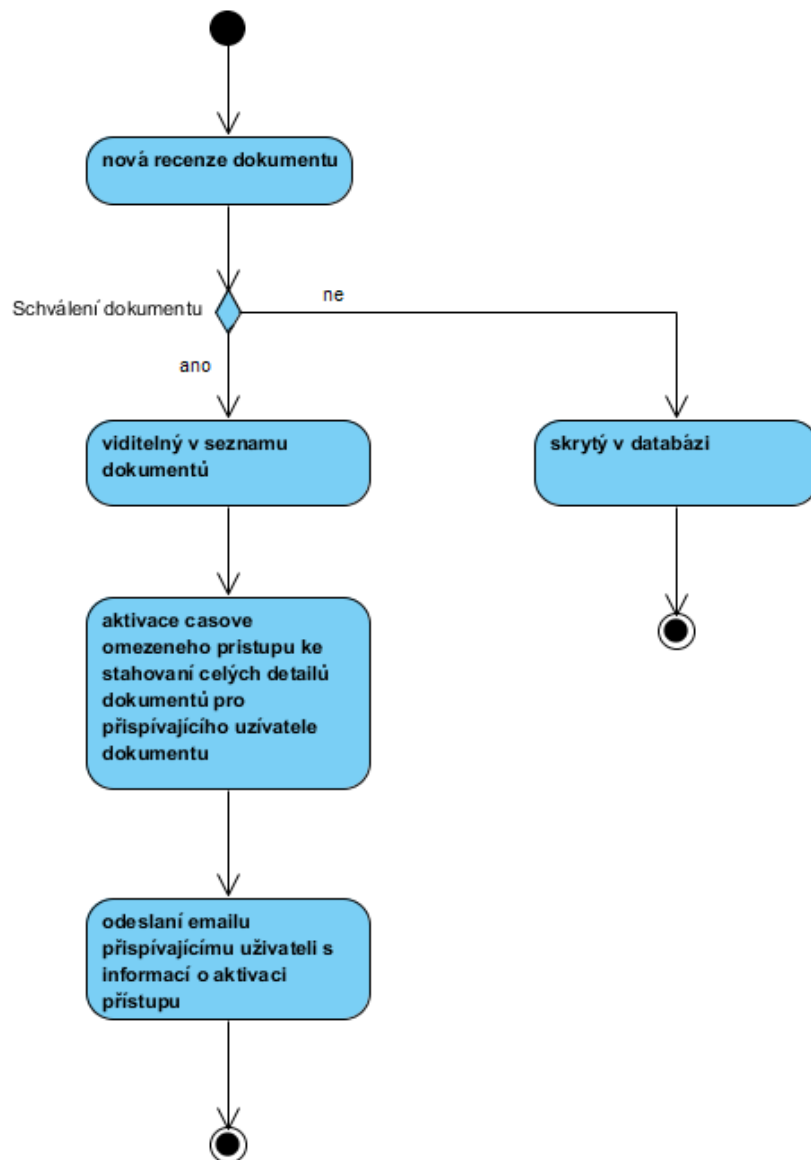 nová recenze dokumentu
Schválení dokumentu
ne
ano
viditelný v seznamu
dokumentů
skrytý v databázi
aktivace casove
omezeneho pristupu ke
stahovaní celých detailů
dokumentů pro
přispívajícího uzívatele
dokumentu
odeslaní emailu
přispívajícímu uživateli s
informací o aktivaci
přístupu